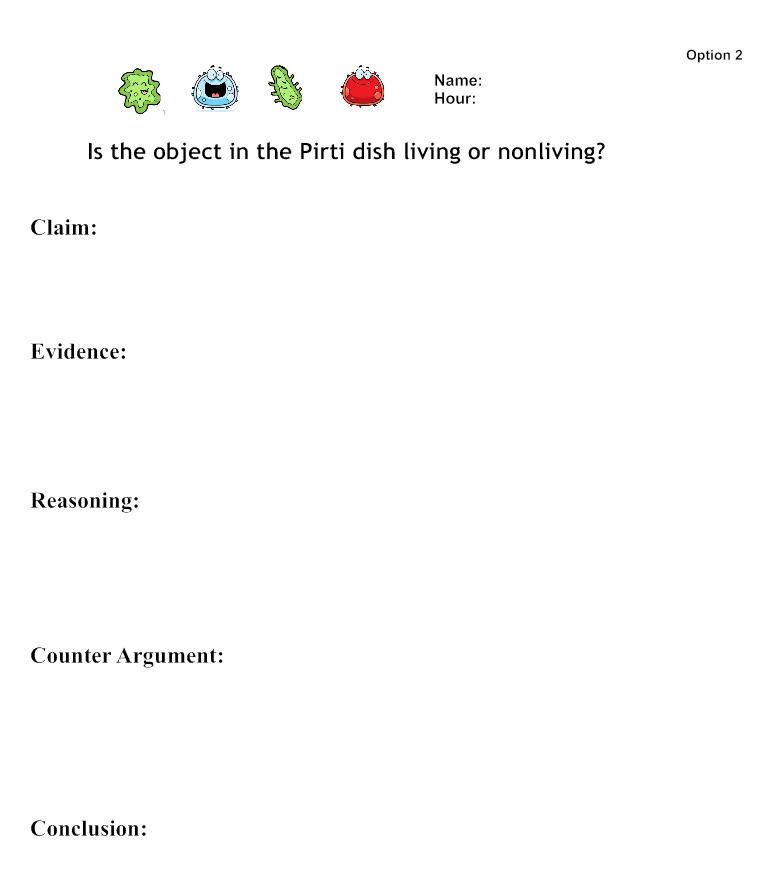 Option 2
Name:
Hour:
Is the object in the Pirti dish living or nonliving?
Claim:
Evidence:
Reasoning:
Counter Argument:
Conclusion: